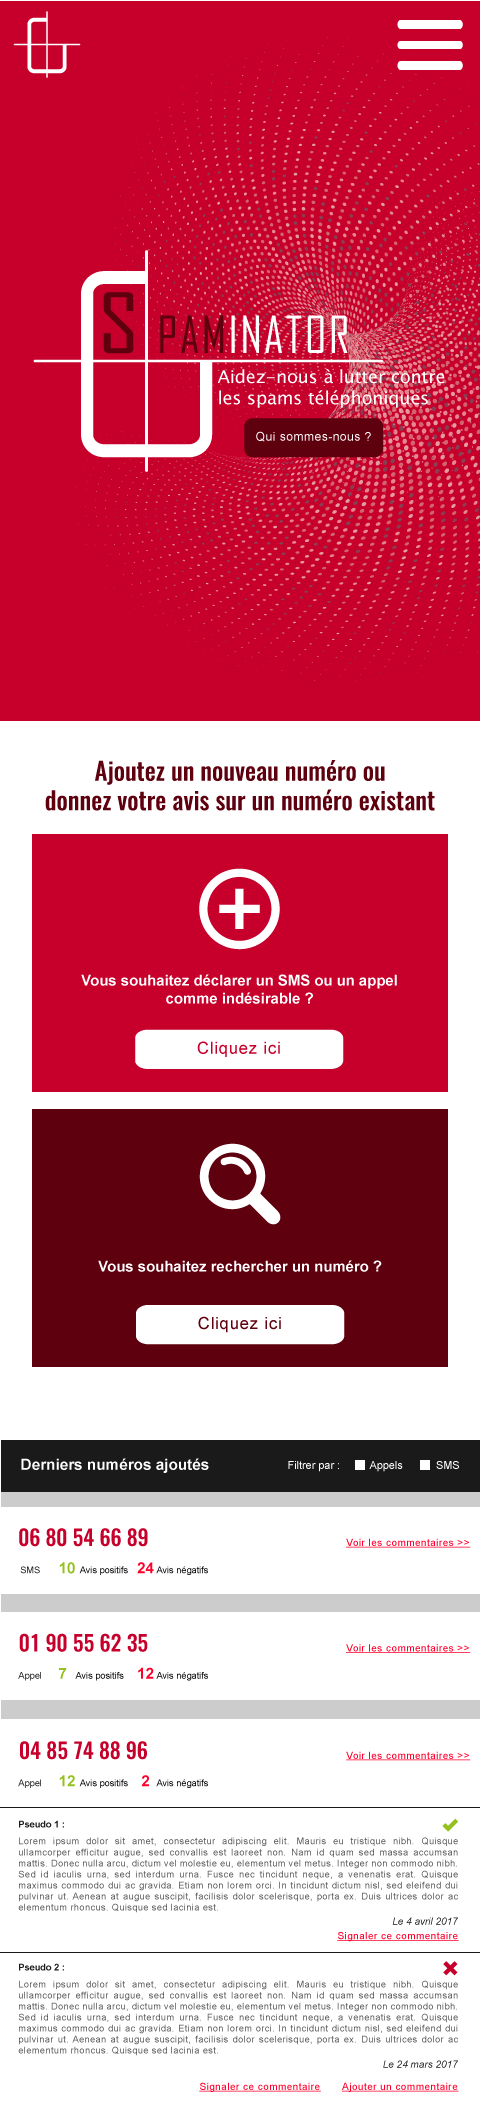 SPAMINATOR
Aidez-nous à lutter contre
les spams téléphoniques
Qui sommes-nous ?
Ajoutez un nouveau numéro ou
donnez votre avis sur un numéro existant
Vous souhaitez déclarer un SMS ou un appel
comme indésirable ?
Cliquez ici
Vous souhaitez rechercher un numéro ?
Cliquez ici
Derniers numéros ajoutés Filtrer par : Appels SMS
06 80 54 66 89 Voir les commentaires >>
SMS 10 Avis positifs 24 Avis négatifs
01 90 55 62 35 Voir les commentaires >>
Appel 7 Avis positifs 12 Avis négatifs
04 85 74 88 96 Voir les commentaires >>
Appel 12 Avis positifs 2 Avis négatifs
Pseudo 1 :
Lorem ipsum dolor sit amet, consectetur adipiscing elit. Mauris eu tristique nibh. Quisque
ullamcorper efficitur augue, sed convallis est laoreet non. Nam id quam sed massa accumsan
mattis. Donec nulla arcu, dictum vel molestie eu, elementum vel metus. Integer non commodo nibh.
Sed id iaculis urna, sed interdum urna. Fusce nec tincidunt neque, a venenatis erat. Quisque
maximus commodo dui ac gravida. Etiam non lorem orci. In tincidunt dictum nisl, sed eleifend dui
pulvinar ut. Aenean at augue suscipit, facilisis dolor scelerisque, porta ex. Duis ultrices dolor ac
elementum rhoncus. Quisque sed lacinia est.
Le 4 avril 2017
Signaler ce commentaire
Pseudo 2 :
Lorem ipsum dolor sit amet, consectetur adipiscing elit. Mauris eu tristique nibh. Quisque
ullamcorper efficitur augue, sed convallis est laoreet non. Nam id quam sed massa accumsan
mattis. Donec nulla arcu, dictum vel molestie eu, elementum vel metus. Integer non commodo nibh.
Sed id iaculis urna, sed interdum urna. Fusce nec tincidunt neque, a venenatis erat. Quisque
maximus commodo dui ac gravida. Etiam non lorem orci. In tincidunt dictum nisl, sed eleifend dui
pulvinar ut. Aenean at augue suscipit, facilisis dolor scelerisque, porta ex. Duis ultrices dolor ac
elementum rhoncus. Quisque sed lacinia est.
Le 24 mars 2017
Signaler ce commentaire Ajouter un commentaire